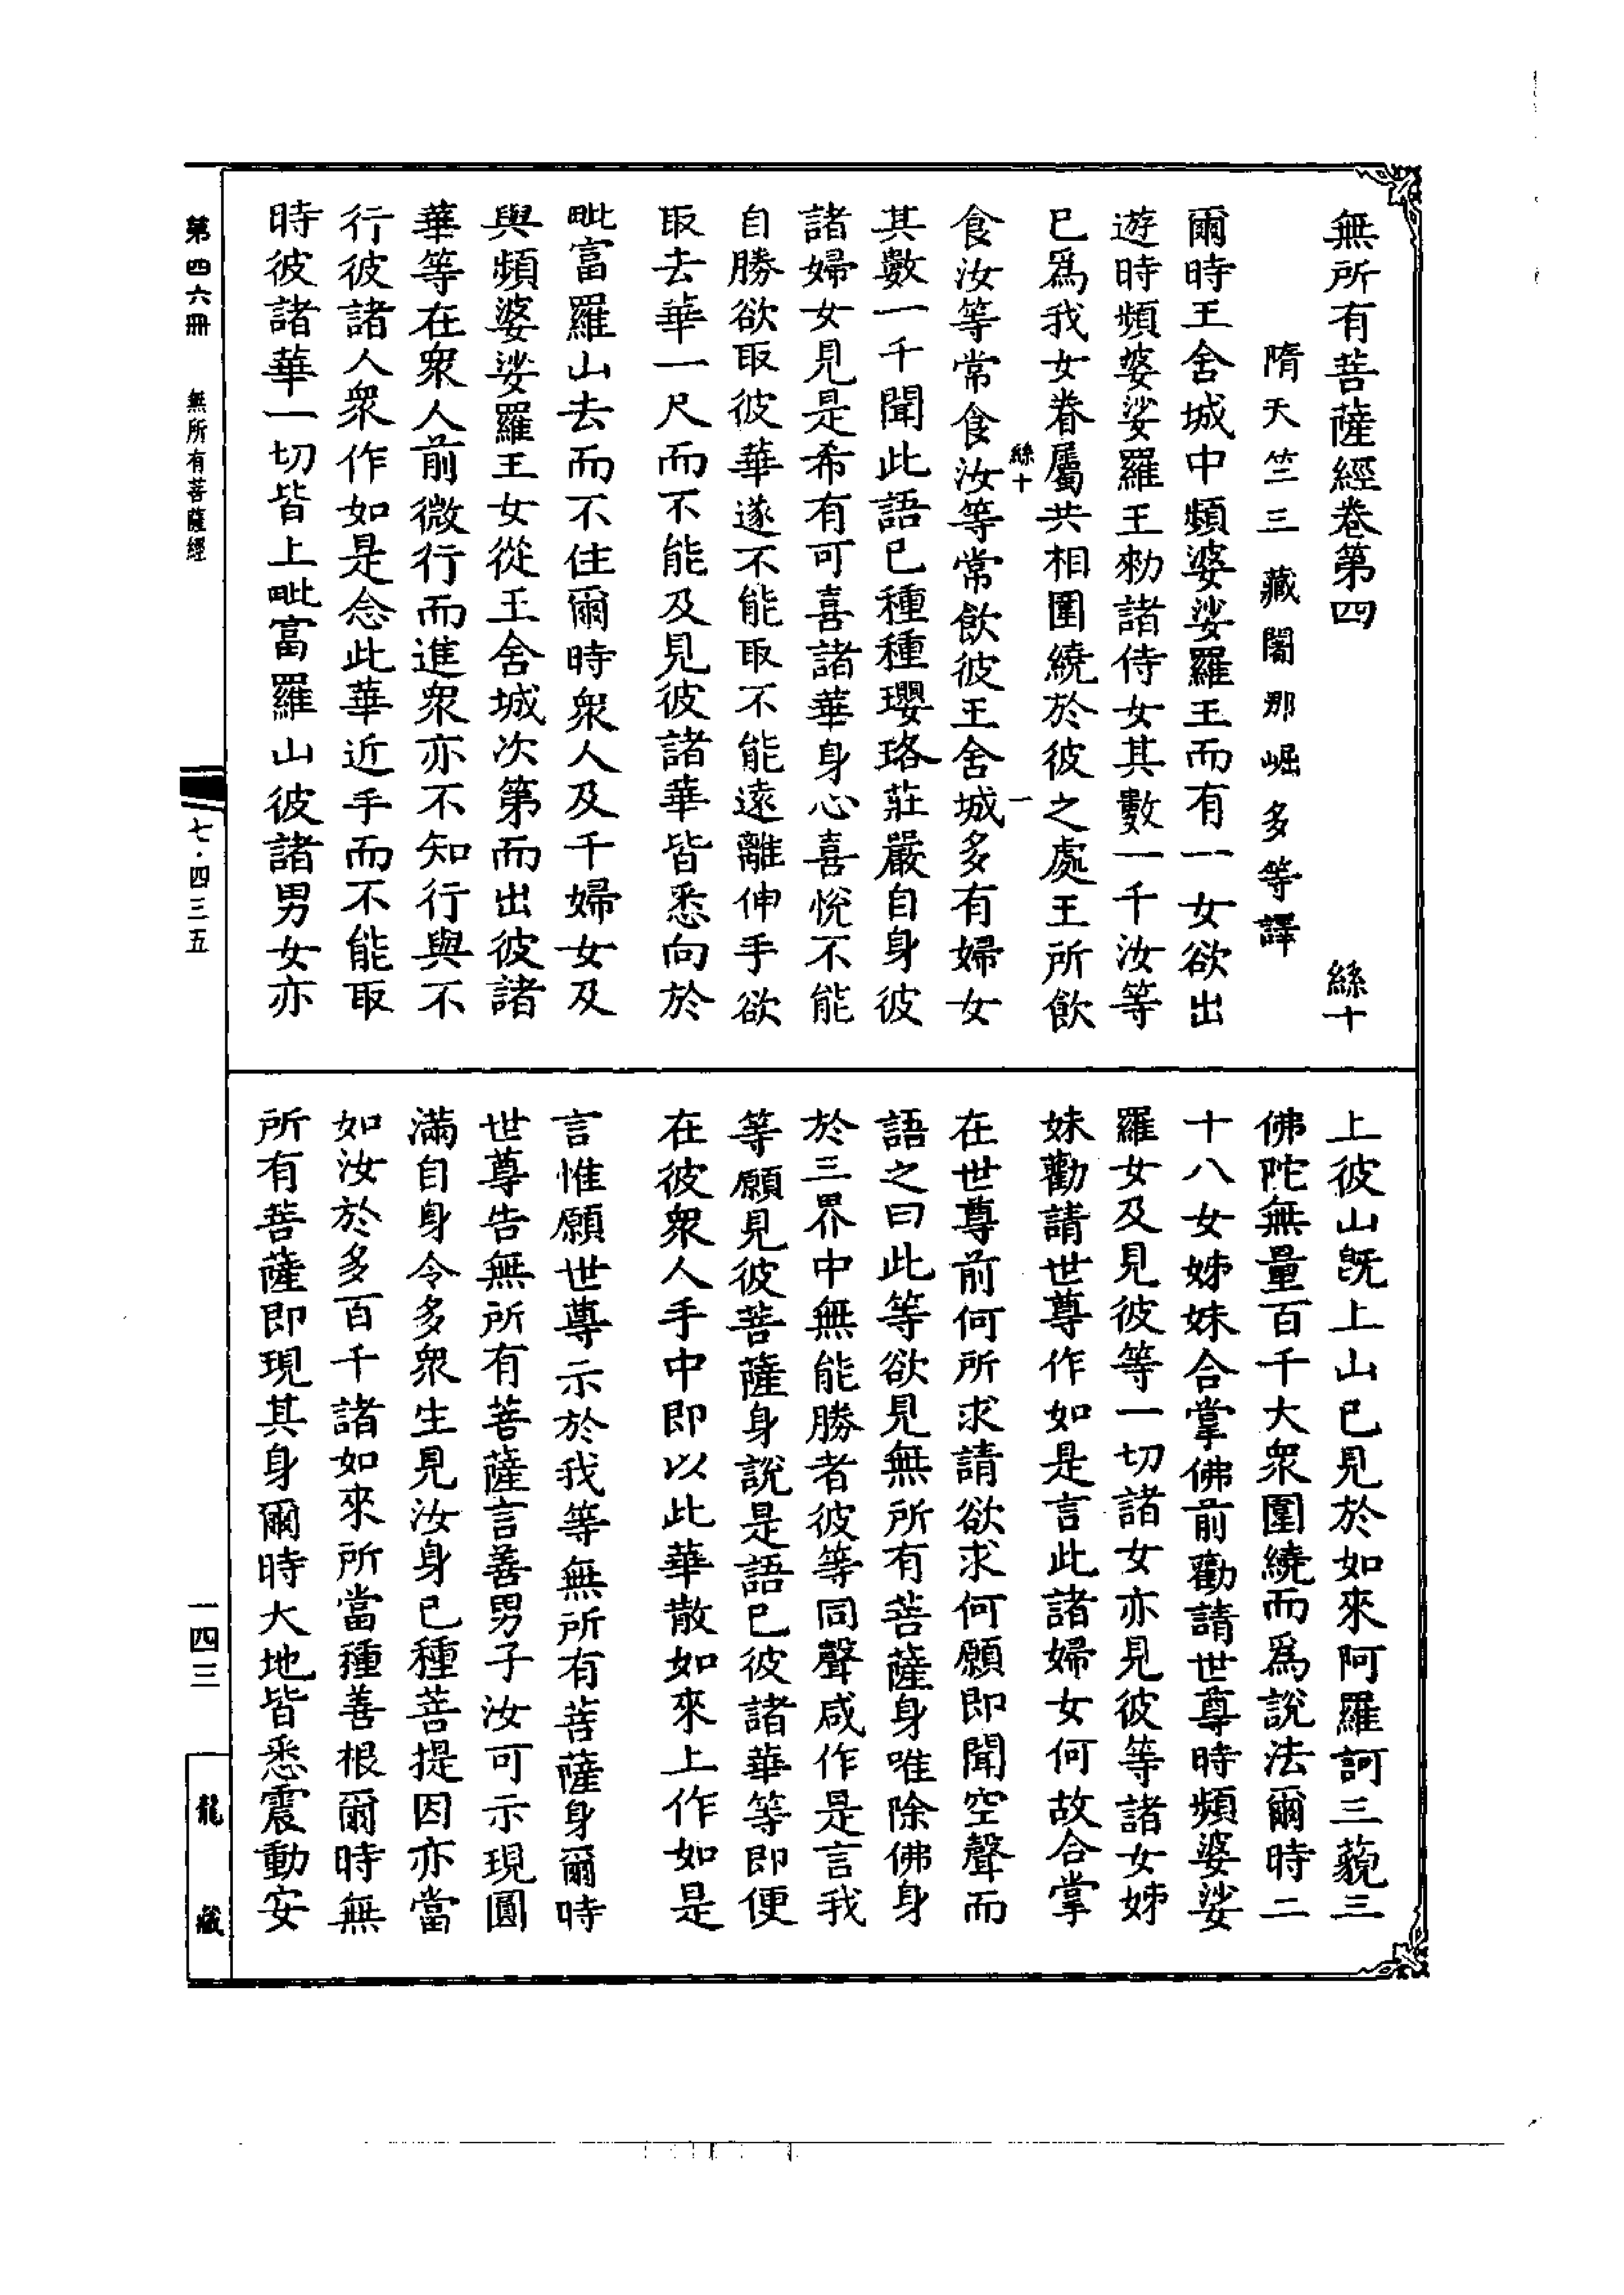 無所有菩薩經卷第四 絲十
隋天竺三藏闍那崛多等譯
爾時王舍城中頻婆娑羅王而有一女欲出
遊時頻婆娑羅王勑諸侍女其數一千汝等
已爲我女眷屬共相圍繞於彼之處王所飲
絲十 一
食汝等常食汝等常飲彼王舍城多有婦女
其數一千聞此語已種種瓔珞莊嚴自身彼
諸婦女見是希有可喜諸華身心喜悅不能
自勝欲取彼華遂不能取不能遠離伸手欲
取去華一尺而不能及見彼諸華皆悉向於
毗富羅山去而不住爾時衆人及千婦女及
與頻婆娑羅王女從王舍城次第而出彼諸
華等在衆人前微行而進衆亦不知行與不
行彼諸人衆作如是念此華近手而不能取
時彼諸華一切皆上毗富羅山彼諸男女亦
上彼山旣上山已見於如來阿羅訶三藐三
佛陀無量百千大衆圍繞而爲說法爾時二
十八女姊妹合掌佛前勸請世尊時頻婆娑
羅女及見彼等一切諸女亦見彼等諸女姊
妹勸請世尊作如是言此諸婦女何故合掌
在世尊前何所求請欲求何願即聞空聲而
語之曰此等欲見無所有菩薩身唯除佛身
於三界中無能勝者彼等同聲咸作是言我
等願見彼菩薩身說是語已彼諸華等即便
在彼衆人手中即以此華散如來上作如是
言惟願世尊示於我等無所有菩薩身爾時
世尊告無所有菩薩言善男子汝可示現圓
滿自身令多衆生見汝身已種菩提因亦當
如汝於多百千諸如來所當種善根爾時無
所有菩薩即現其身爾時大地皆悉震動安
第四六冊 無所有菩薩經
七·四三五
一四三
龍藏